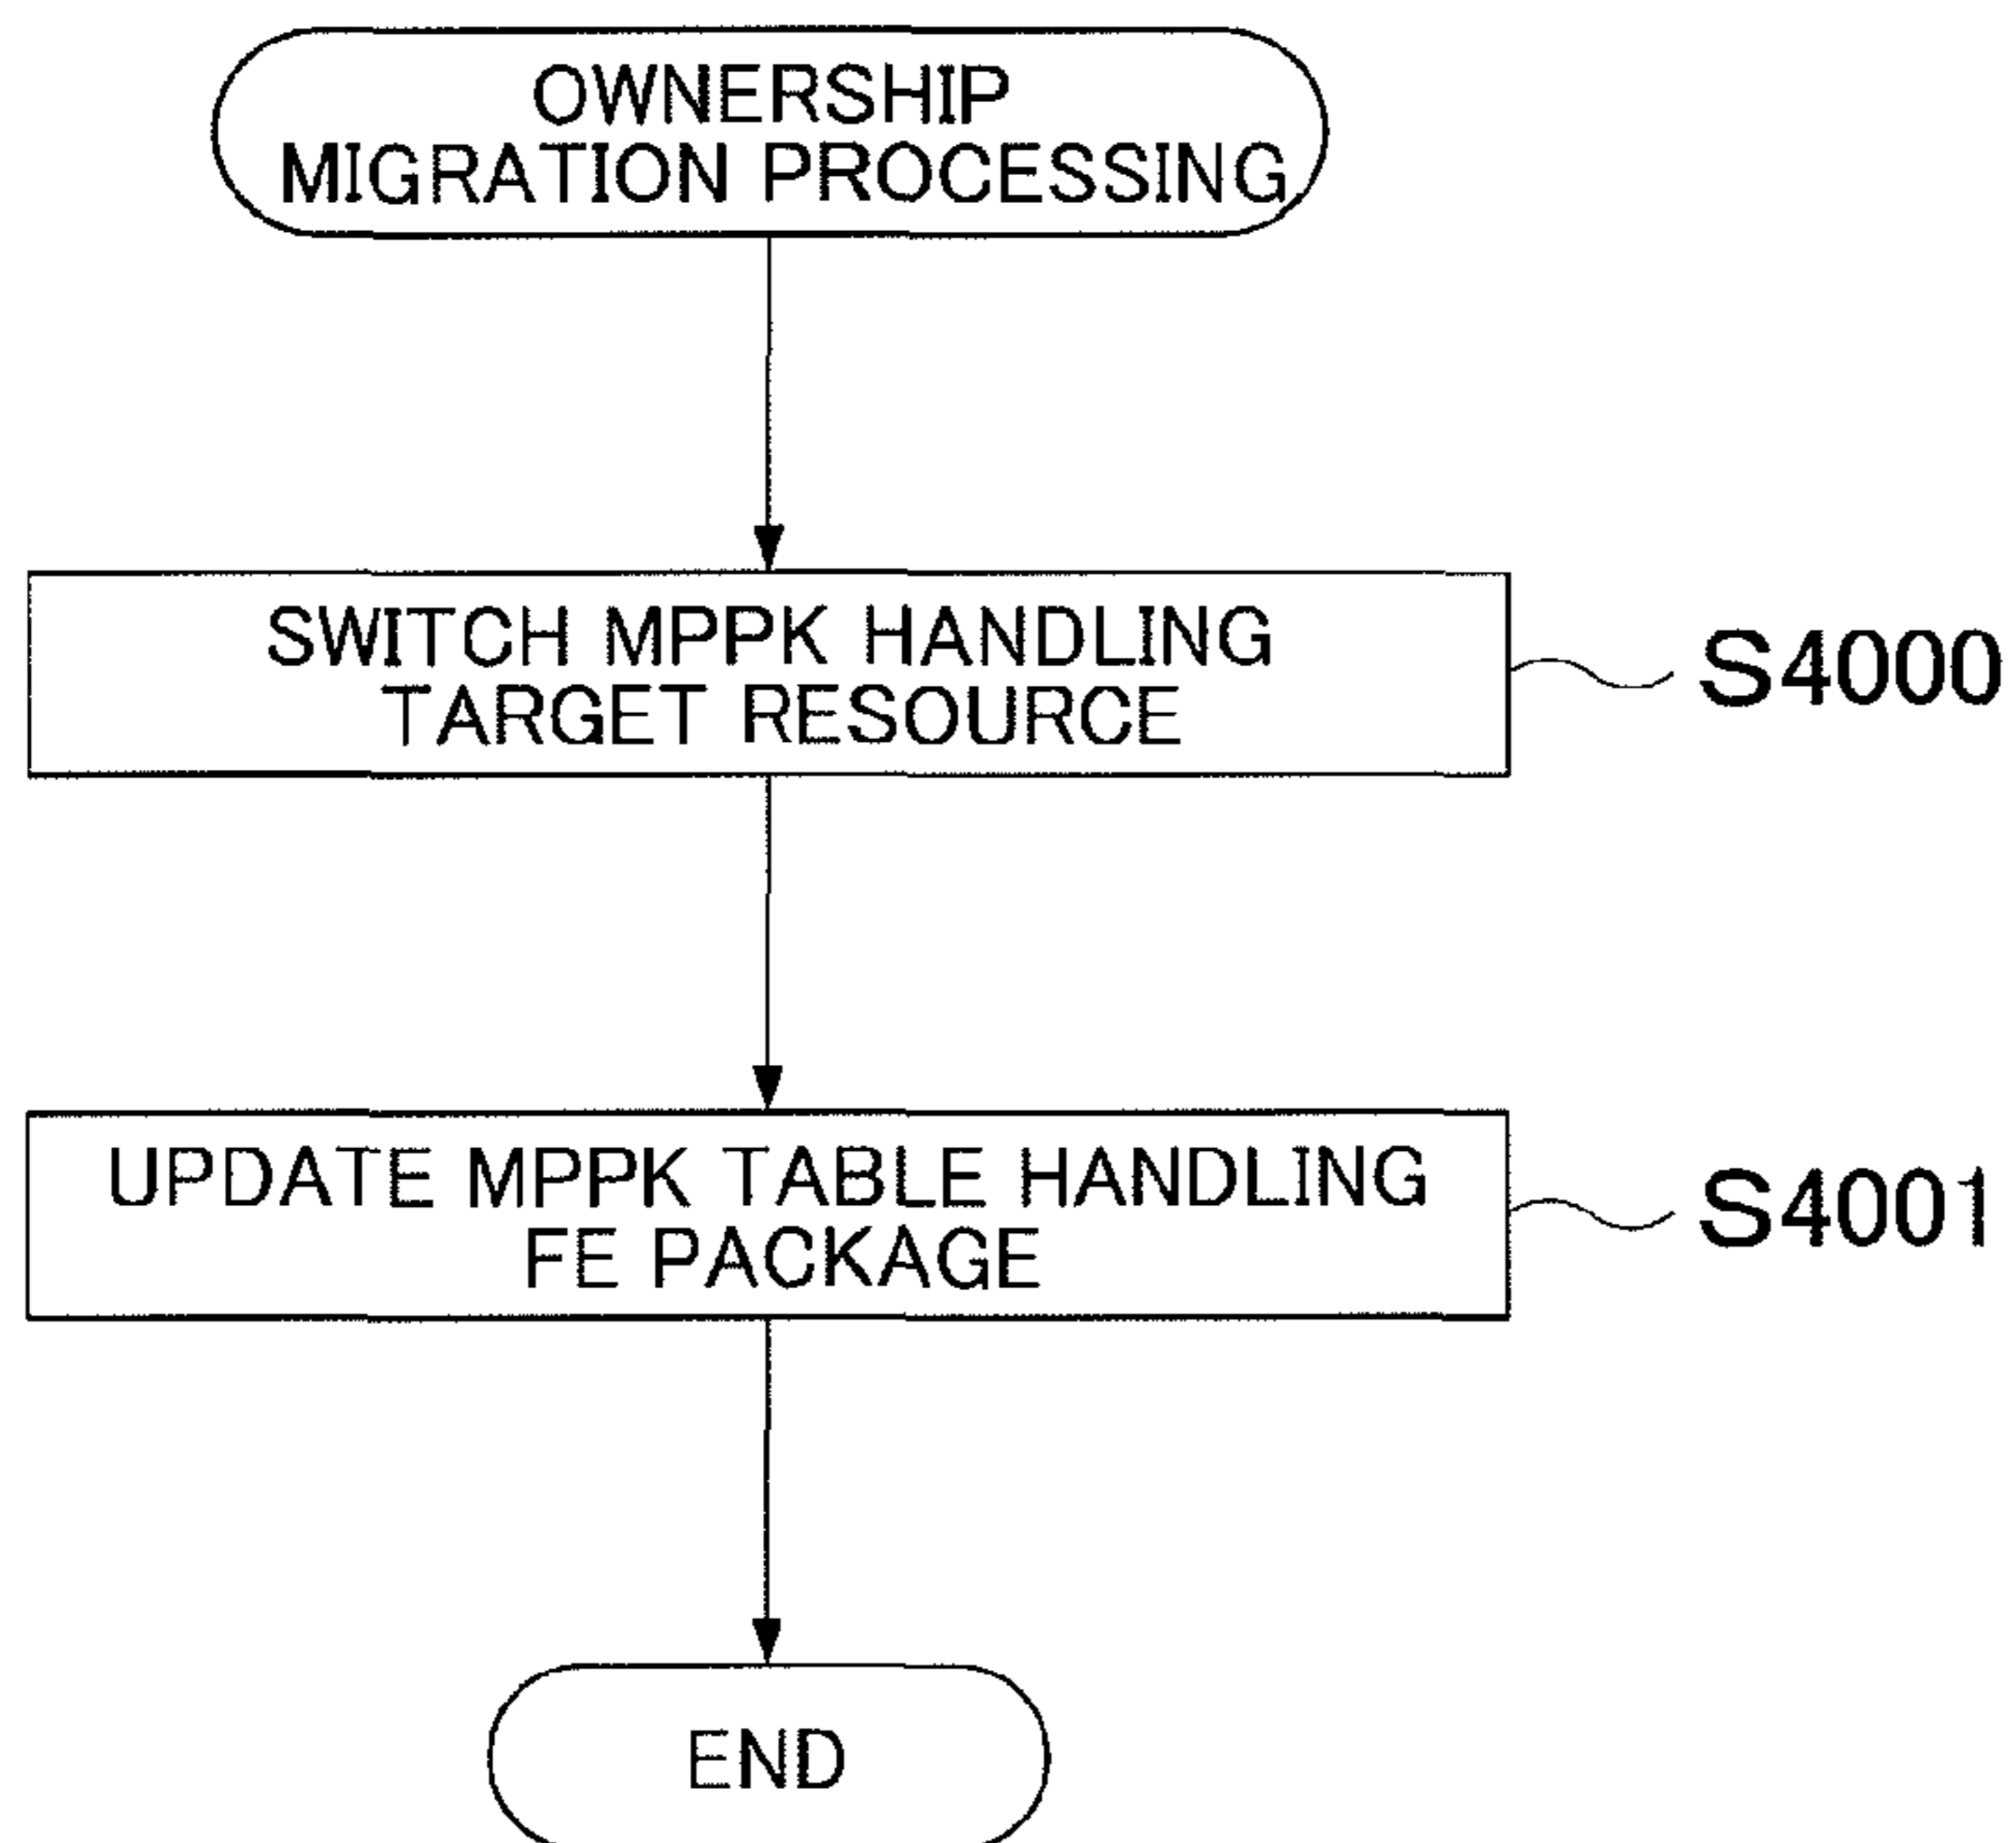 OWNERSHIP
MIGRATION PROCESSING
SWITCH MPPK HANDLING
TARGET RESOURCE
S4000
UPDATE MPPK TABLE HANDLING
FE PACKAGE
S4001
END